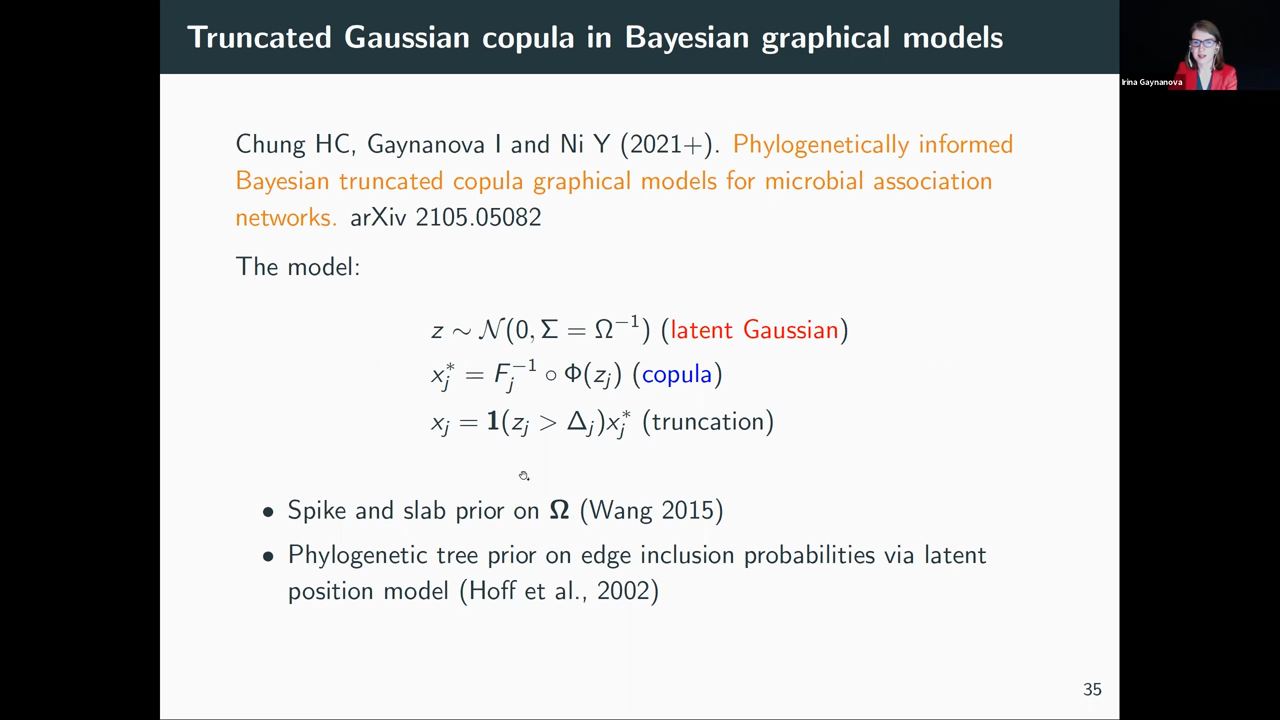 Truncated Gaussian copula in Bayesian graphical models
Irina Gaynanova
Chung HC, Gaynanova I and Ni Y (2021+). Phylogenetically informed
Bayesian truncated copula graphical models for microbial association
networks. arXiv 2105.05082
The model:
z ∼ 𝒩(0, Σ = Ω⁻¹) (latent Gaussian)
x*_j = F_j⁻¹ ∘ Φ(z_j) (copula)
x_j = 𝟏(z_j > Δ_j)x*_j (truncation)
• Spike and slab prior on Ω (Wang 2015)
• Phylogenetic tree prior on edge inclusion probabilities via latent
position model (Hoff et al., 2002)
35